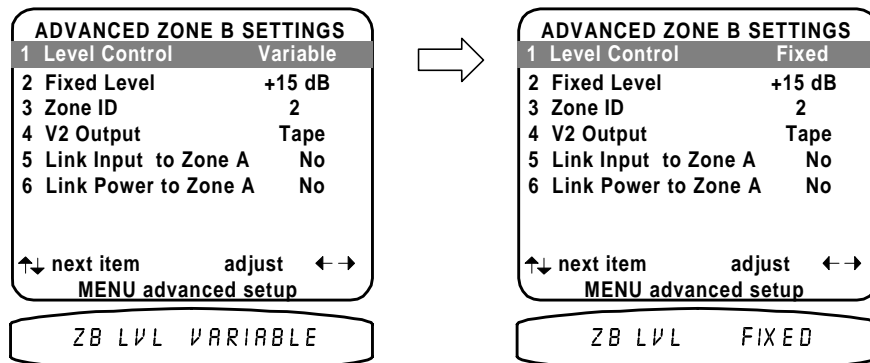 ADVANCED ZONE B SETTINGS
1 Level Control Variable
2 Fixed Level +15 dB
3 Zone ID 2
4 V2 Output Tape
5 Link Input to Zone A No
6 Link Power to Zone A No
↑↓ next item adjust ←→
MENU advanced setup
ZB LVL VARIABLE
ADVANCED ZONE B SETTINGS
1 Level Control Fixed
2 Fixed Level +15 dB
3 Zone ID 2
4 V2 Output Tape
5 Link Input to Zone A No
6 Link Power to Zone A No
↑↓ next item adjust ←→
MENU advanced setup
ZB LVL FIXED